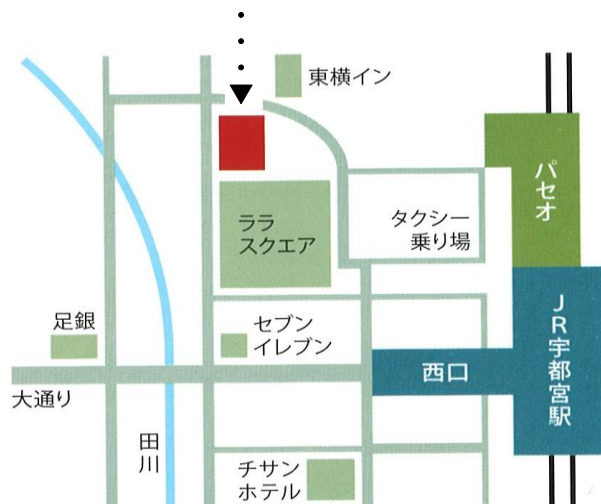 東横イン
パセオ
ララ
スクエア
タクシー
乗り場
JR宇都宮駅
足銀
セブン
イレブン
西口
大通り
田川
チサン
ホテル